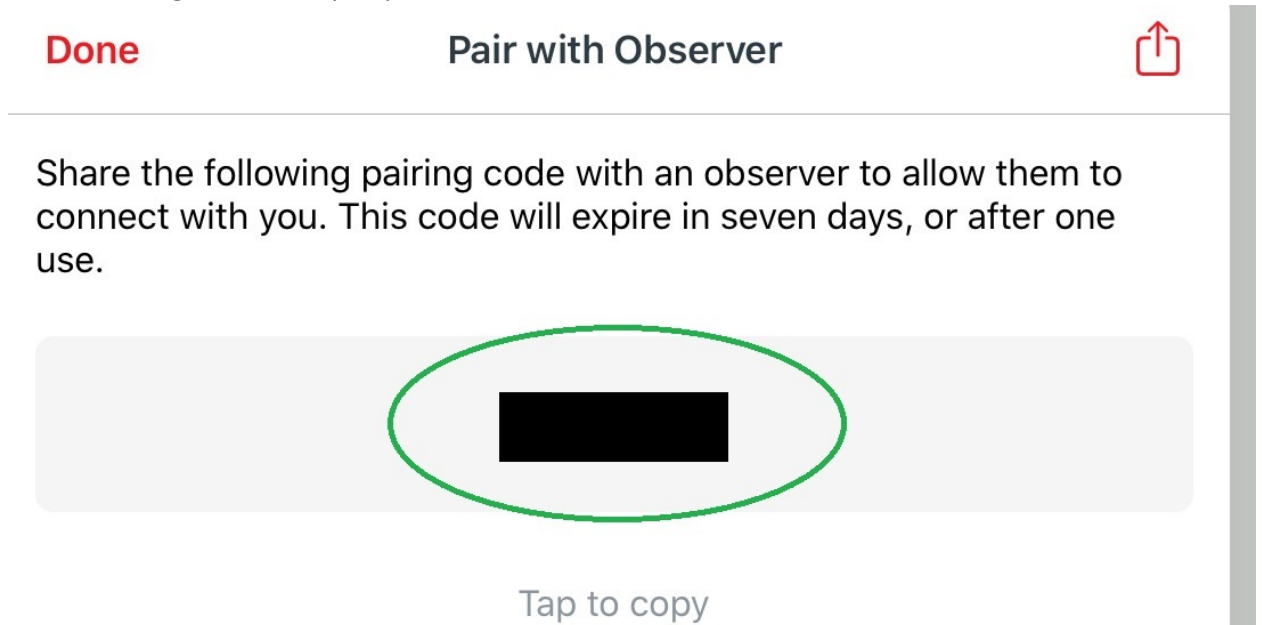 Done
Pair with Observer
Share the following pairing code with an observer to allow them to
connect with you. This code will expire in seven days, or after one
use.
Tap to copy